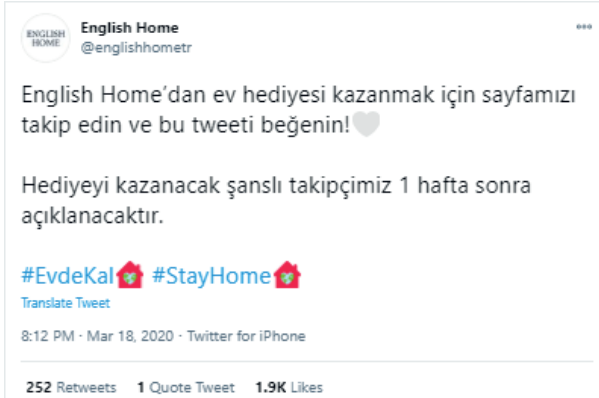 ENGLISH
HOME
English Home
@englishhometr
English Home’dan ev hediyesi kazanmak için sayfamızı
takip edin ve bu tweeti beğenin!🤍
Hediyeyi kazanacak şanslı takipçimiz 1 hafta sonra
açıklanacaktır.
#EvdeKal #StayHome
Translate Tweet
8:12 PM · Mar 18, 2020 · Twitter for iPhone
252 Retweets 1 Quote Tweet 1.9K Likes